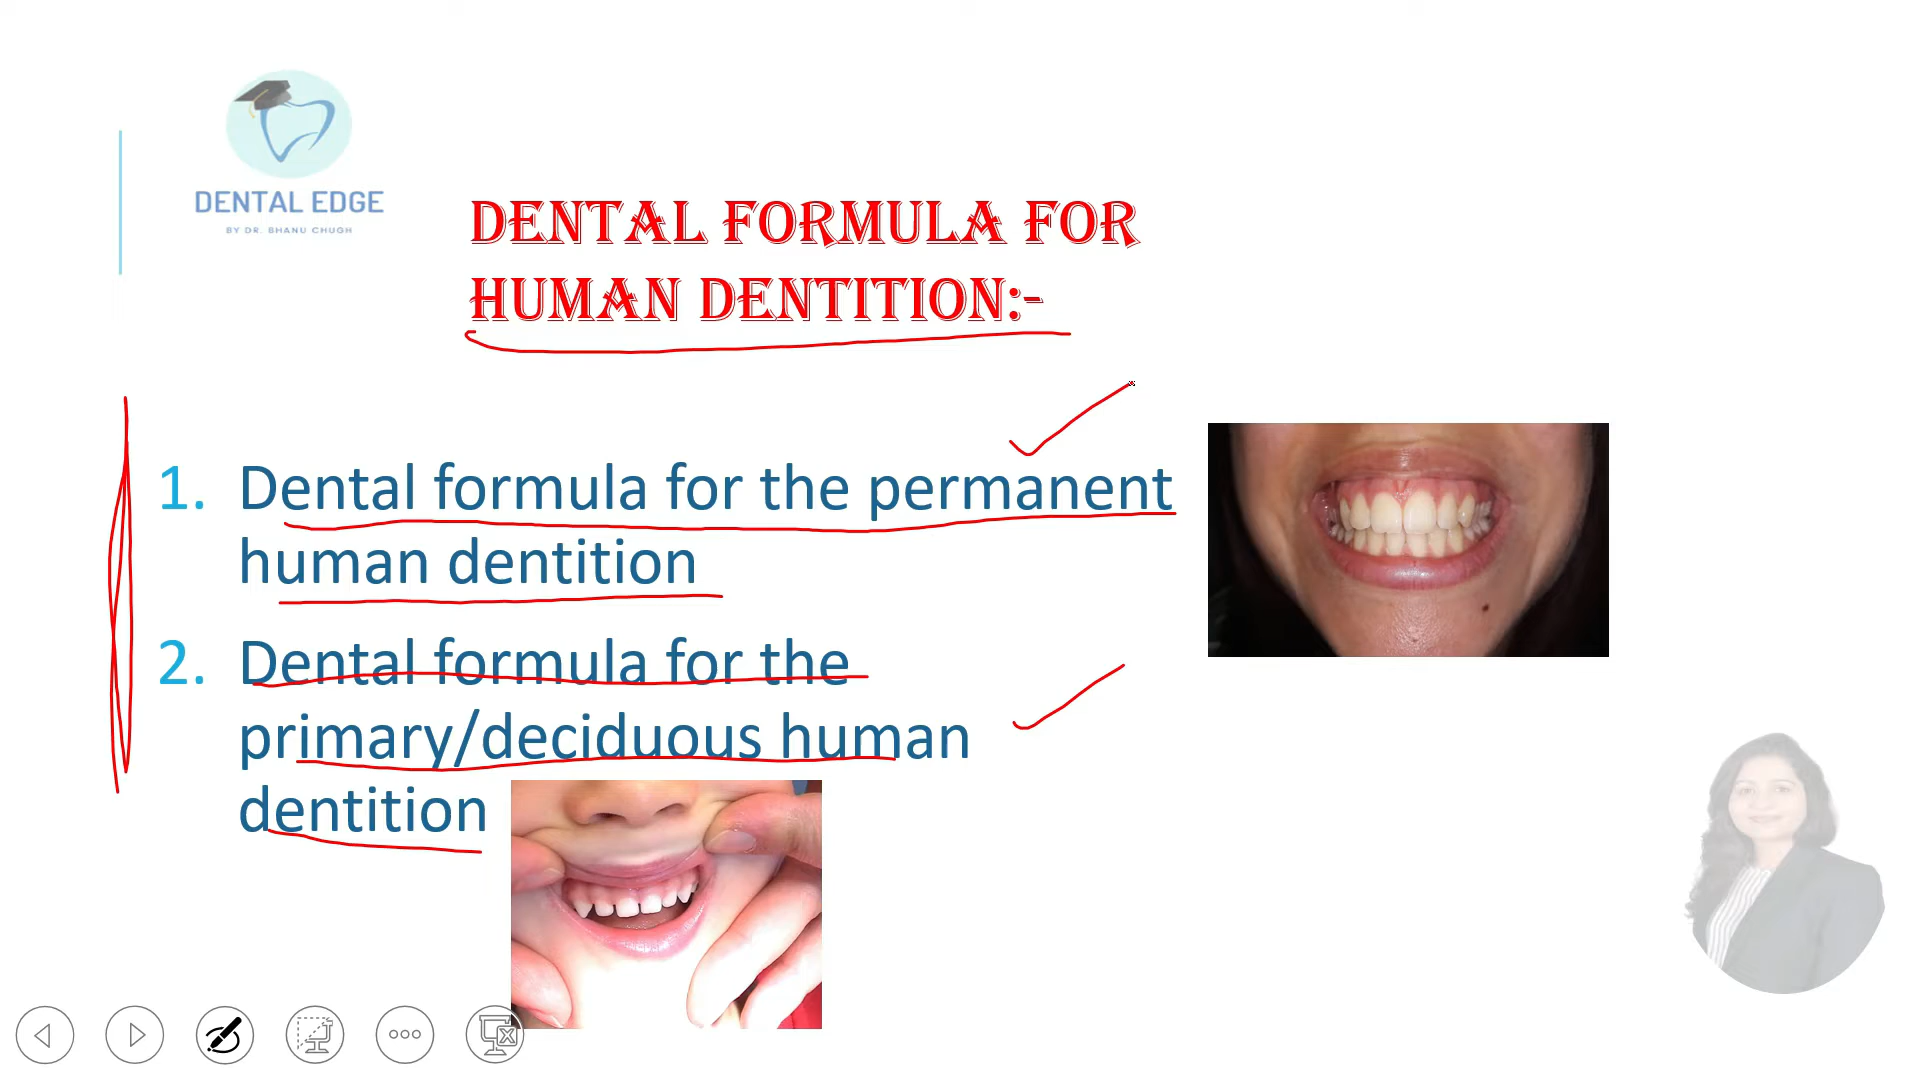 DENTAL EDGE
BY DR. BHANU CHUGH
DENTAL FORMULA FOR
HUMAN DENTITION:-
1. Dental formula for the permanent
human dentition
2. Dental formula for the
primary/deciduous human
dentition